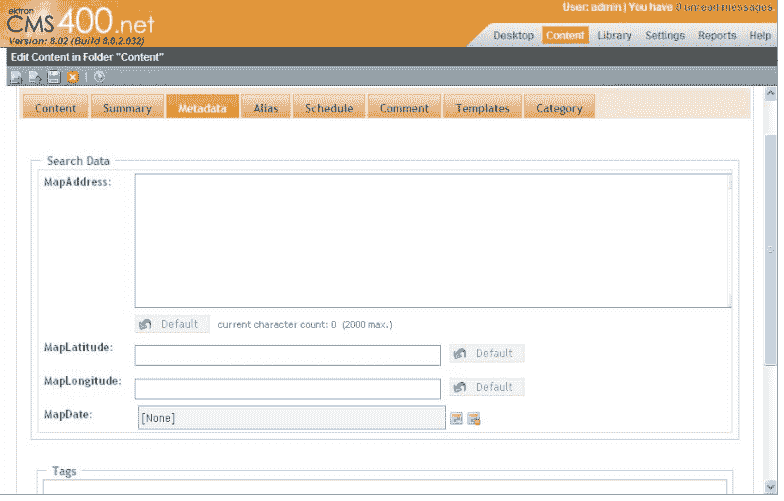 User: admin | You have 0 unread messages
ektron
CMS400.net
Version: 8.02 (Build 8.0.2.032)
Desktop Content Library Settings Reports Help
Edit Content in Folder "Content"
Content Summary Metadata Alias Schedule Comment Templates Category
Search Data
MapAddress:
Default current character count: 0 (2000 max.)
MapLatitude: Default
MapLongitude: Default
MapDate: [None]
Tags